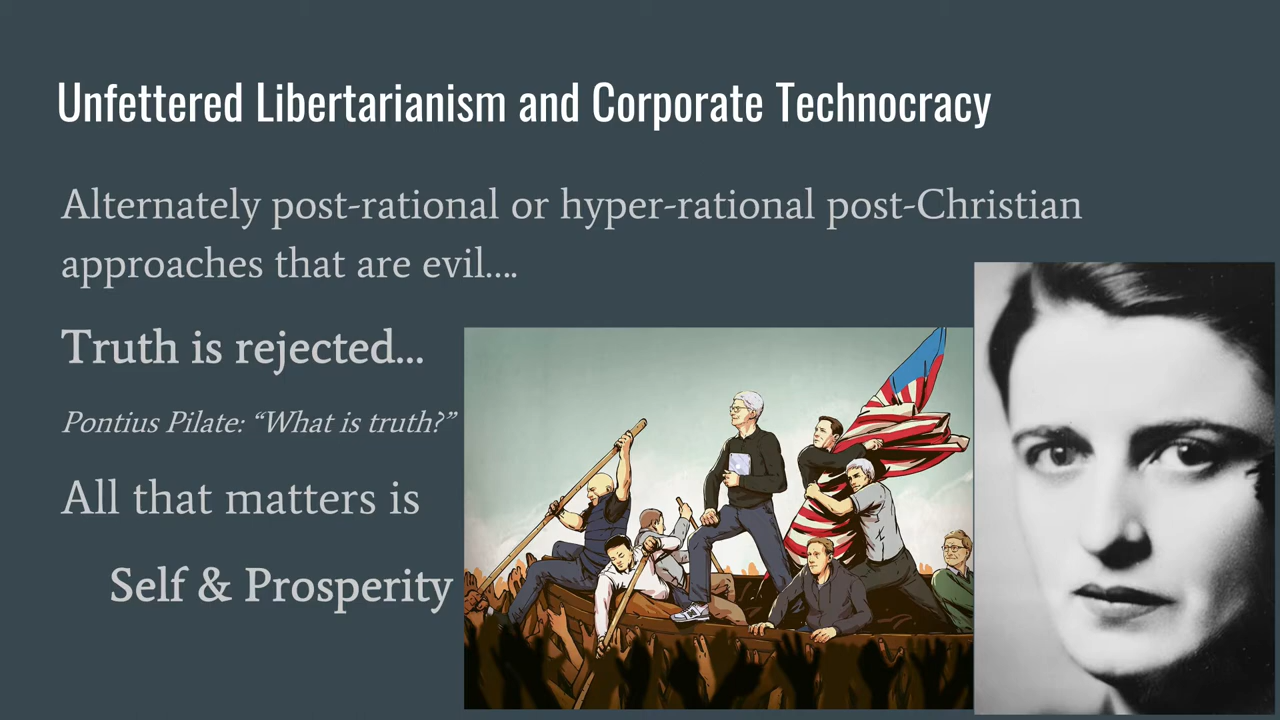 Unfettered Libertarianism and Corporate Technocracy
Alternately post-rational or hyper-rational post-Christian
approaches that are evil....
Truth is rejected...
Pontius Pilate: “What is truth?”
All that matters is
Self & Prosperity